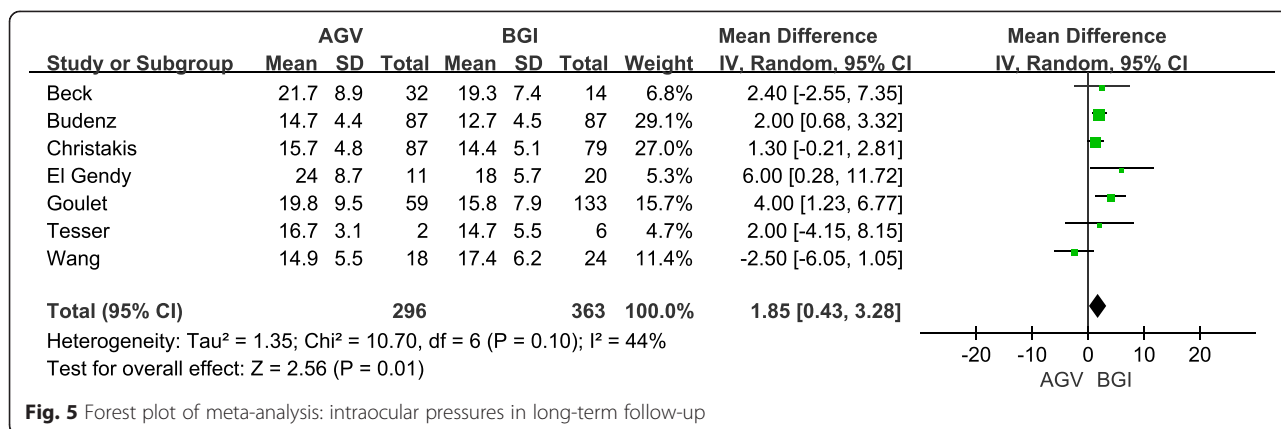 AGV BGI Mean Difference Mean Difference
Study or Subgroup Mean SD Total Mean SD Total Weight IV, Random, 95% CI IV, Random, 95% CI
Beck 21.7 8.9 32 19.3 7.4 14 6.8% 2.40 [-2.55, 7.35]
Budenz 14.7 4.4 87 12.7 4.5 87 29.1% 2.00 [0.68, 3.32]
Christakis 15.7 4.8 87 14.4 5.1 79 27.0% 1.30 [-0.21, 2.81]
El Gendy 24 8.7 11 18 5.7 20 5.3% 6.00 [0.28, 11.72]
Goulet 19.8 9.5 59 15.8 7.9 133 15.7% 4.00 [1.23, 6.77]
Tesser 16.7 3.1 2 14.7 5.5 6 4.7% 2.00 [-4.15, 8.15]
Wang 14.9 5.5 18 17.4 6.2 24 11.4% -2.50 [-6.05, 1.05]
Total (95% CI) 296 363 100.0% 1.85 [0.43, 3.28]
Heterogeneity: Tau² = 1.35; Chi² = 10.70, df = 6 (P = 0.10); I² = 44%
Test for overall effect: Z = 2.56 (P = 0.01)
-20 -10 0 10 20
AGV BGI
Fig. 5 Forest plot of meta-analysis: intraocular pressures in long-term follow-up